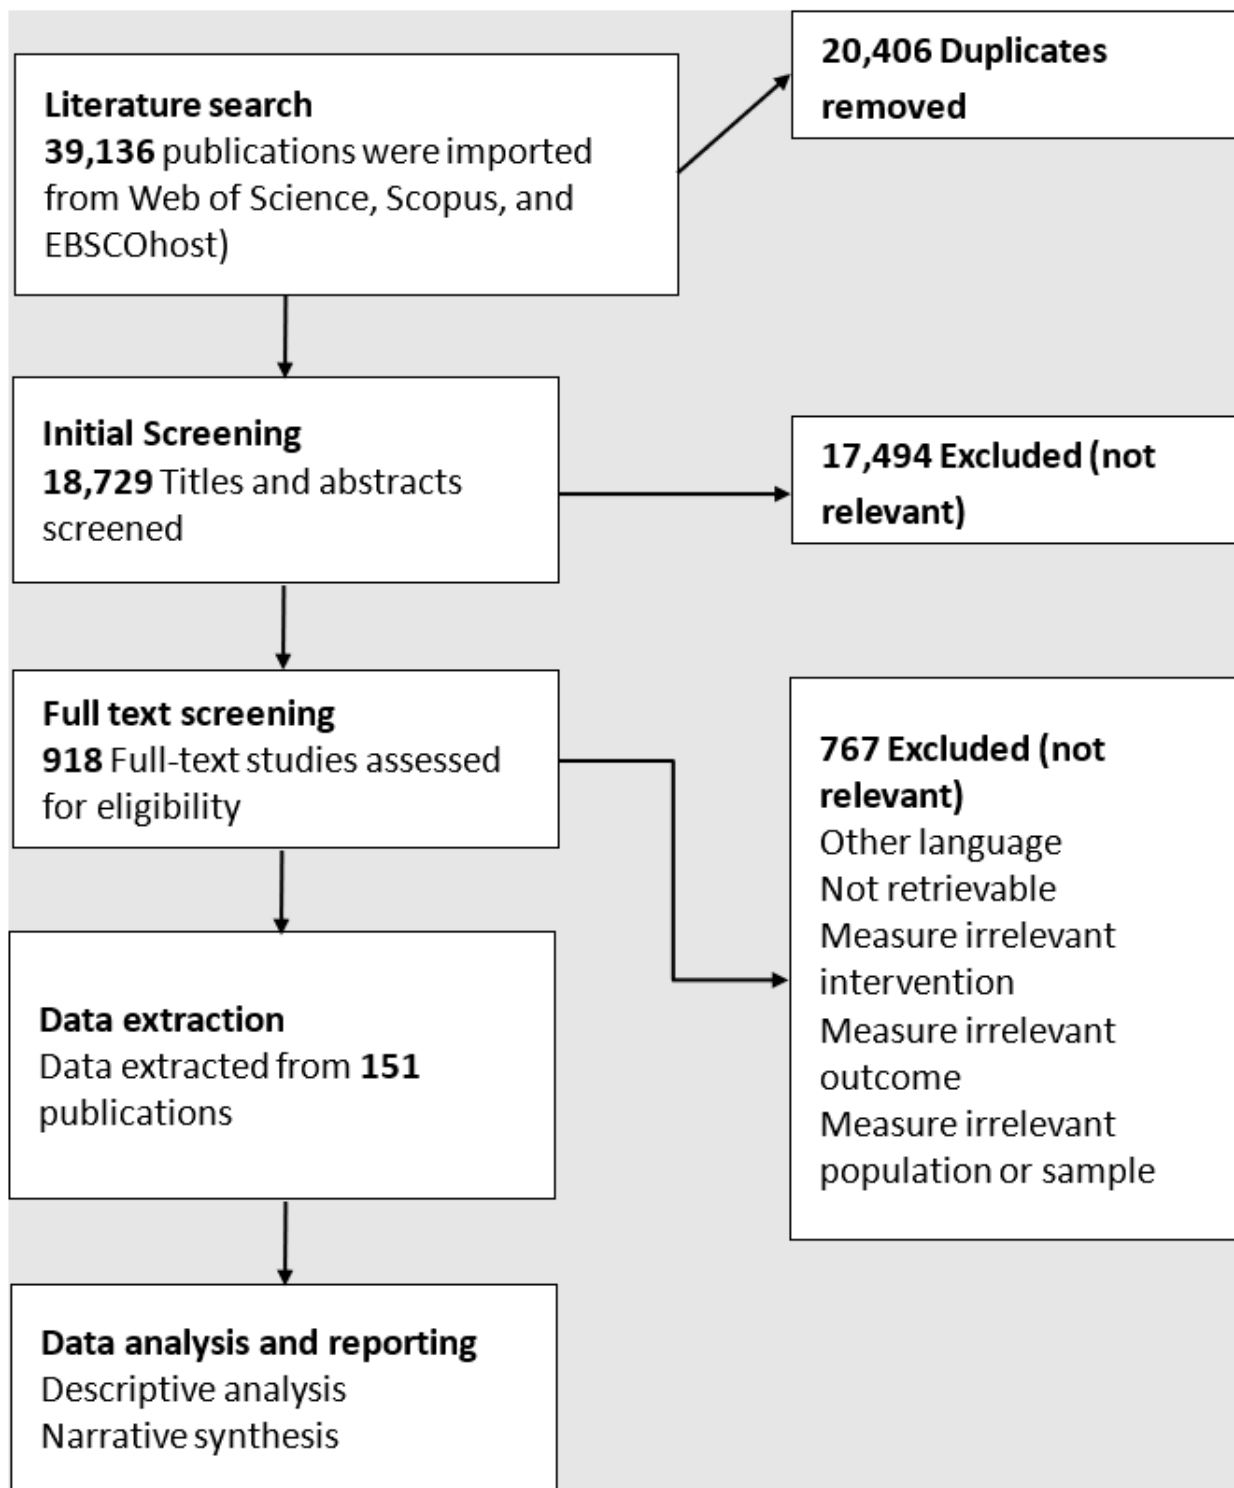 Literature search
39,136 publications were imported
from Web of Science, Scopus, and
EBSCOhost)
20,406 Duplicates
removed
Initial Screening
18,729 Titles and abstracts
screened
17,494 Excluded (not
relevant)
Full text screening
918 Full-text studies assessed
for eligibility
767 Excluded (not
relevant)
Other language
Not retrievable
Measure irrelevant
intervention
Measure irrelevant
outcome
Measure irrelevant
population or sample
Data extraction
Data extracted from 151
publications
Data analysis and reporting
Descriptive analysis
Narrative synthesis